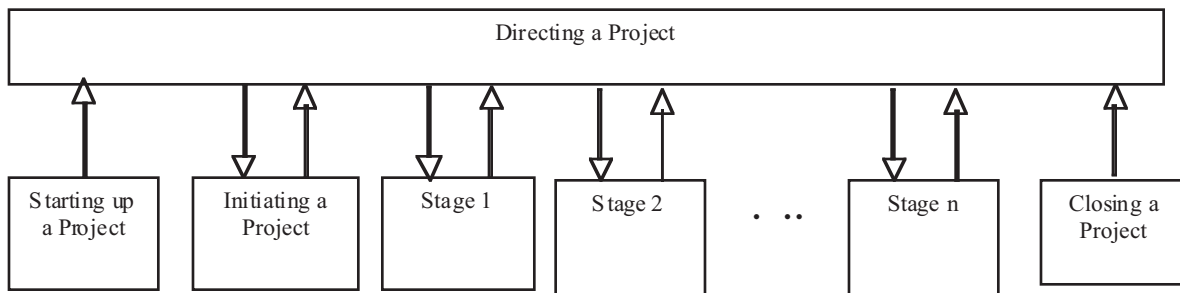 Directing a Project
Starting up
a Project
Initiating a
Project
Stage 1
Stage 2
. ..
Stage n
Closing a
Project